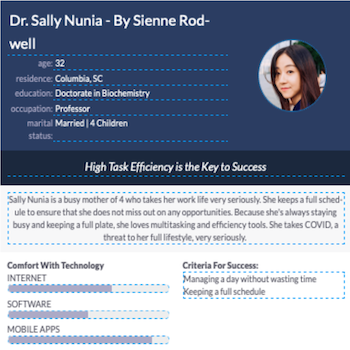 Dr. Sally Nunia - By Sienne Rod-
well
age: 32
residence: Columbia, SC
education: Doctorate in Biochemistry
occupation: Professor
marital Married | 4 Children
status:
High Task Efficiency is the Key to Success
Sally Nunia is a busy mother of 4 who takes her work life very seriously. She keeps a full sched-
ule to ensure that she does not miss out on any opportunities. Because she's always staying
busy and keeping a full plate, she loves multitasking and efficiency tools. She takes COVID, a
threat to her full lifestyle, very seriously.
Comfort With Technology
INTERNET
SOFTWARE
MOBILE APPS
Criteria For Success:
Managing a day without wasting time
Keeping a full schedule